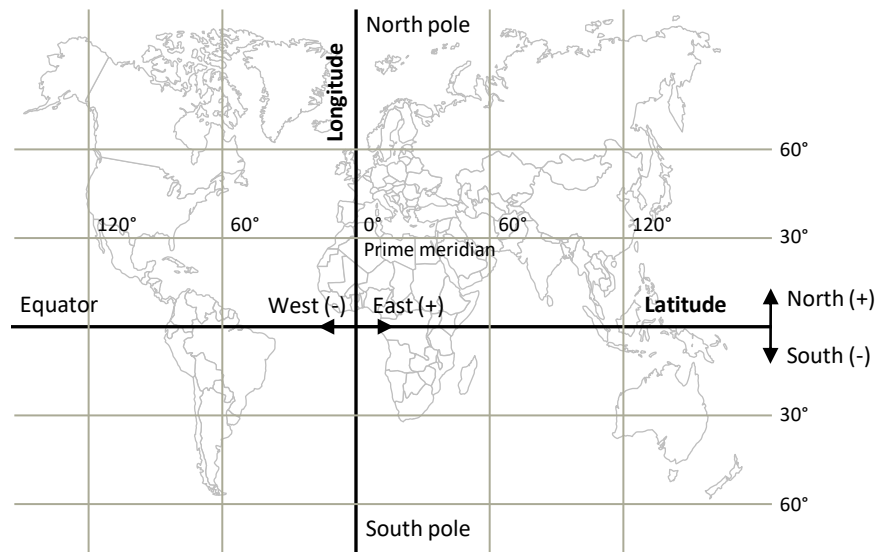 North pole
Longitude
60°
120° 60° 0° 60° 120°
30°
Prime meridian
Equator West (-) East (+) Latitude North (+)
South (-)
30°
60°
South pole